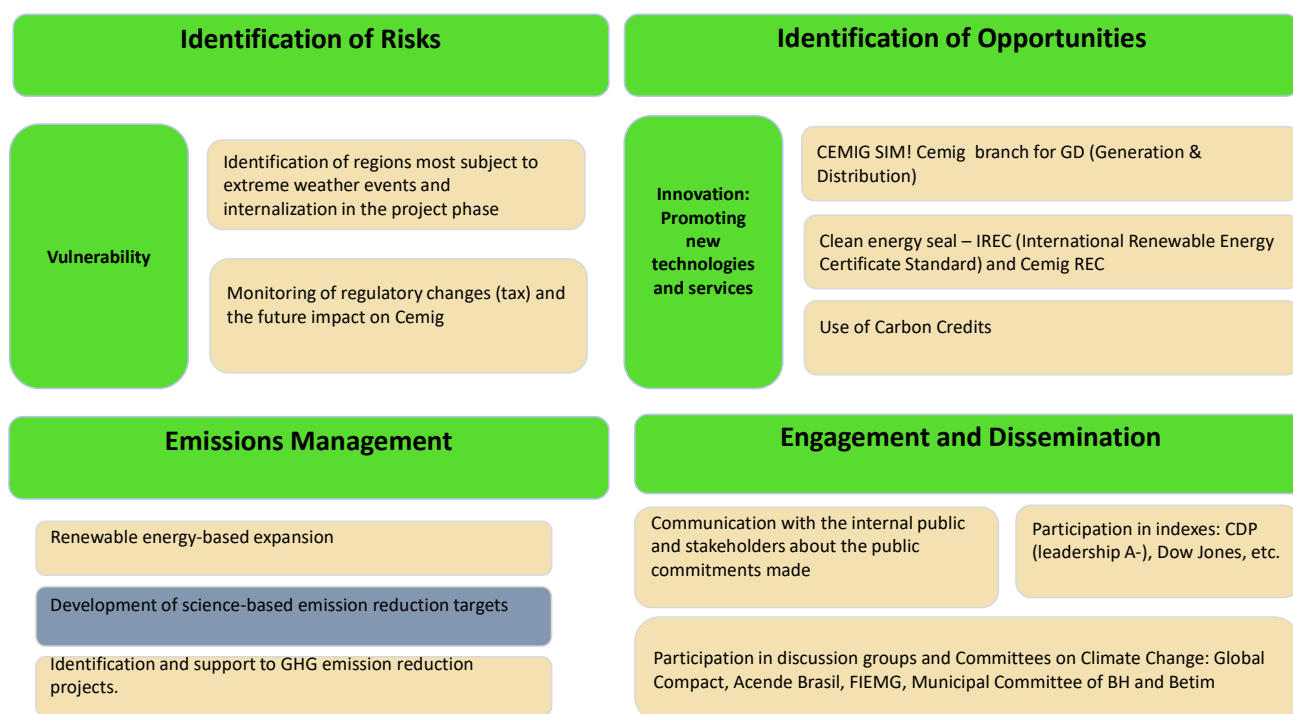 Identification of Risks
Vulnerability
Identification of regions most subject to
extreme weather events and
internalization in the project phase
Monitoring of regulatory changes (tax) and
the future impact on Cemig
Identification of Opportunities
Innovation:
Promoting
new
technologies
and services
CEMIG SIM! Cemig branch for GD (Generation &
Distribution)
Clean energy seal – IREC (International Renewable Energy
Certificate Standard) and Cemig REC
Use of Carbon Credits
Emissions Management
Renewable energy-based expansion
Development of science-based emission reduction targets
Identification and support to GHG emission reduction
projects.
Engagement and Dissemination
Communication with the internal public
and stakeholders about the public
commitments made
Participation in indexes: CDP
(leadership A-), Dow Jones, etc.
Participation in discussion groups and Committees on Climate Change: Global
Compact, Acende Brasil, FIEMG, Municipal Committee of BH and Betim